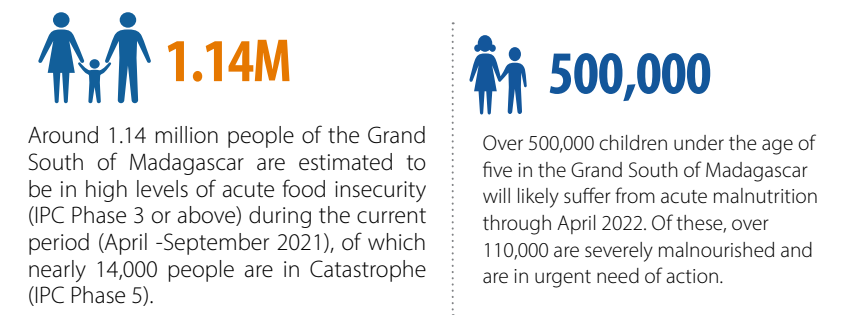 1.14M
Around 1.14 million people of the Grand
South of Madagascar are estimated to
be in high levels of acute food insecurity
(IPC Phase 3 or above) during the current
period (April -September 2021), of which
nearly 14,000 people are in Catastrophe
(IPC Phase 5).
500,000
Over 500,000 children under the age of
five in the Grand South of Madagascar
will likely suffer from acute malnutrition
through April 2022. Of these, over
110,000 are severely malnourished and
are in urgent need of action.